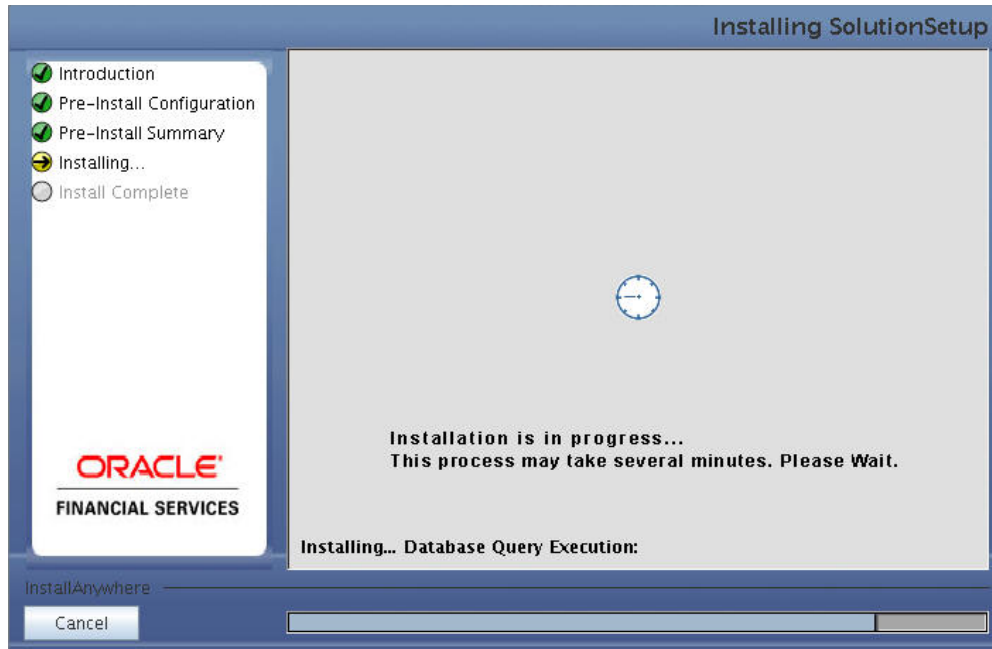 Installing SolutionSetup
Introduction
Pre-Install Configuration
Pre-Install Summary
Installing...
Install Complete
ORACLE
FINANCIAL SERVICES
Installation is in progress...
This process may take several minutes. Please Wait.
Installing... Database Query Execution:
InstallAnywhere
Cancel